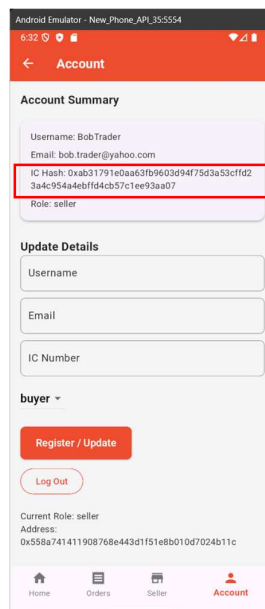 Android Emulator - New_Phone_API_35:5554
6:32
Account
Account Summary
Username: BobTrader
Email: bob.trader@yahoo.com
IC Hash: 0xab31791e0aa63fb9603d94f75d3a53cffd2
3a4c954a4ebffd4cb57c1ee93aa07
Role: seller
Update Details
Username
Email
IC Number
buyer
Register / Update
Log Out
Current Role: seller
Address:
0x558a741411908768e443d1f51e8b010d7024b11c
Home
Orders
Seller
Account